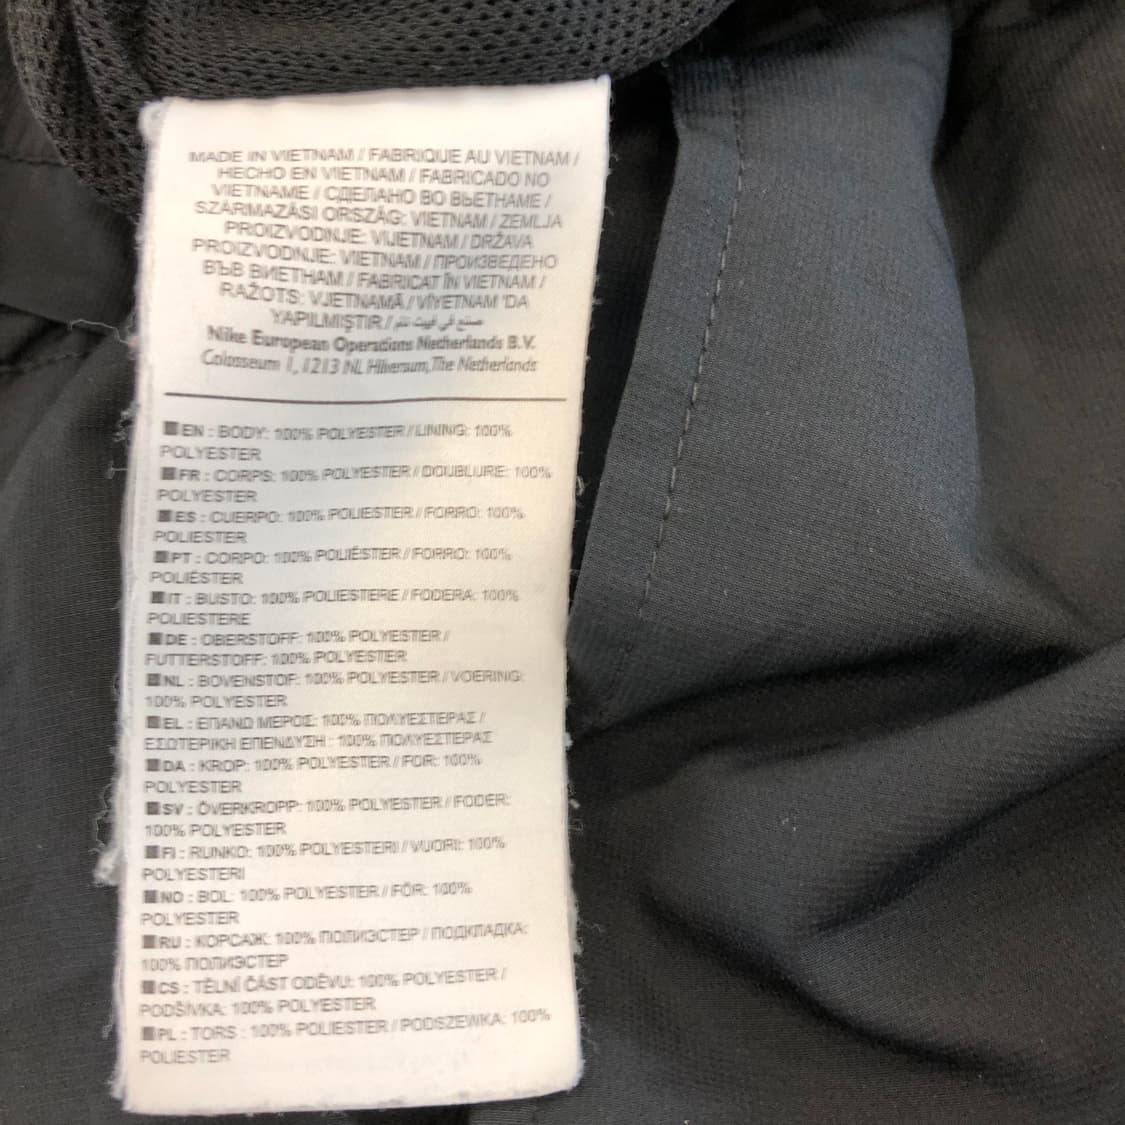 MADE IN VIETNAM / FABRIQUE AU VIETNAM /
HECHO EN VIETNAM / FABRICADO NO
VIETNAME / СДЕЛАНО ВО ВЬЕТНАМЕ /
SZÁRMAZÁSI ORSZÁG: VIETNAM / ZEMLJA
PROIZVODNJE: VIJETNAM / DRŽAVA
PROIZVODNJE: VIETNAM / ПРОИЗВЕДЕНО
ВЪВ ВИЕТНАМ / FABRICAT ÎN VIETNAM /
RAŽOTS: VJETNAMĀ / VİYETNAM 'DA
YAPILMIŞTIR / صنع في فيت نام
Nike European Operations Netherlands B.V.
Colosseum 1, 1213 NL Hilversum, The Netherlands
EN : BODY: 100% POLYESTER / LINING: 100%
POLYESTER
FR : CORPS: 100% POLYESTER / DOUBLURE: 100%
POLYESTER
ES : CUERPO: 100% POLIESTER / FORRO: 100%
POLIESTER
PT : CORPO: 100% POLIÉSTER / FORRO: 100%
POLIÉSTER
IT : BUSTO: 100% POLIESTERE / FODERA: 100%
POLIESTERE
DE : OBERSTOFF: 100% POLYESTER /
FUTTERSTOFF: 100% POLYESTER
NL : BOVENSTOF: 100% POLYESTER / VOERING:
100% POLYESTER
EL : ΕΠΑΝΩ ΜΕΡΟΣ: 100% ΠΟΛΥΕΣΤΕΡΑΣ /
ΕΣΩΤΕΡΙΚΗ ΕΠΕΝΔΥΣΗ : 100% ΠΟΛΥΕΣΤΕΡΑΣ
DA : KROP: 100% POLYESTER / FOR: 100%
POLYESTER
SV : ÖVERKROPP: 100% POLYESTER / FODER:
100% POLYESTER
FI : RUNKO: 100% POLYESTERI / VUORI: 100%
POLYESTERI
NO : BOL: 100% POLYESTER / FÔR: 100%
POLYESTER
RU : КОРСАЖ: 100% ПОЛИЭСТЕР / ПОДКЛАДКА:
100% ПОЛИЭСТЕР
CS : TĚLNÍ ČÁST ODĚVU: 100% POLYESTER /
PODŠÍVKA: 100% POLYESTER
PL : TORS : 100% POLIESTER / PODSZEWKA: 100%
POLIESTER